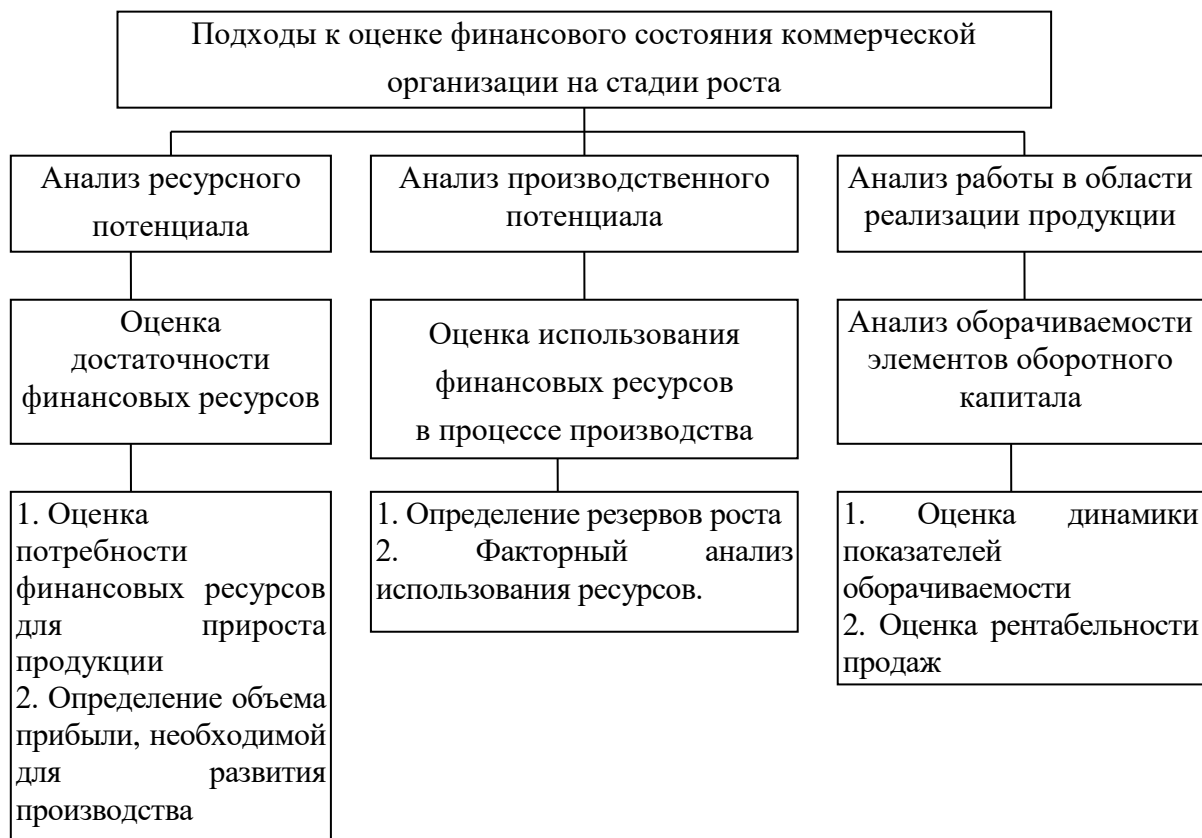 Подходы к оценке финансового состояния коммерческой
организации на стадии роста
Анализ ресурсного
потенциала
Анализ производственного
потенциала
Анализ работы в области
реализации продукции
Оценка
достаточности
финансовых ресурсов
Оценка использования
финансовых ресурсов
в процессе производства
Анализ оборачиваемости
элементов оборотного
капитала
1. Оценка
потребности
финансовых ресурсов
для прироста
продукции
2. Определение объема
прибыли, необходимой
для развития
производства
1. Определение резервов роста
2. Факторный анализ
использования ресурсов.
1. Оценка динамики
показателей
оборачиваемости
2. Оценка рентабельности
продаж